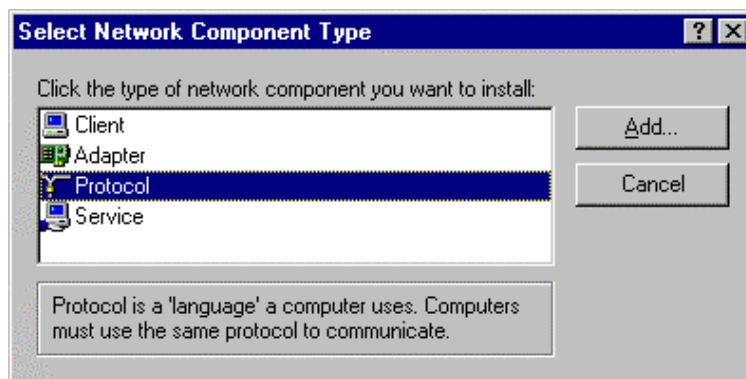 Select Network Component Type
Click the type of network component you want to install:
Client
Adapter
Protocol
Service
Add...
Cancel
Protocol is a 'language' a computer uses. Computers
must use the same protocol to communicate.